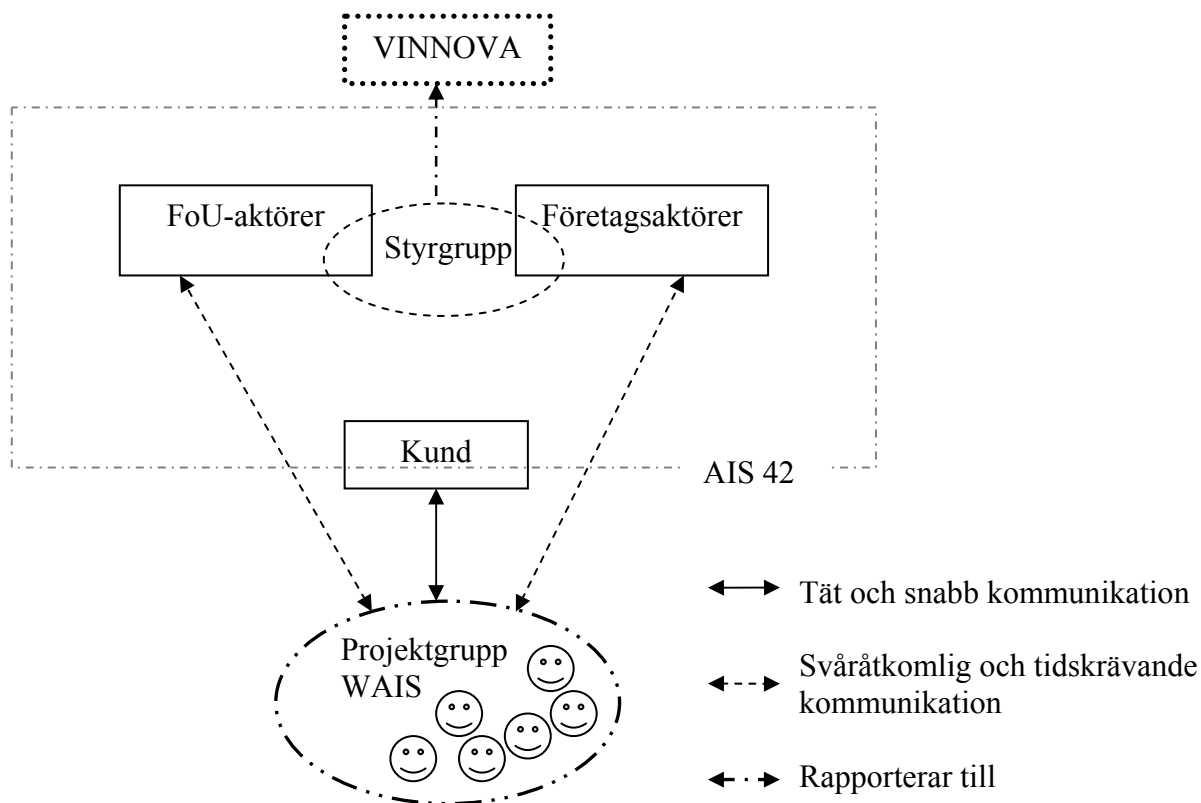 VINNOVA
FoU-aktörer
Företagsaktörer
Styrgrupp
Kund
AIS 42
Projektgrupp
WAIS
Tät och snabb kommunikation
Svåråtkomlig och tidskrävande
kommunikation
Rapporterar till